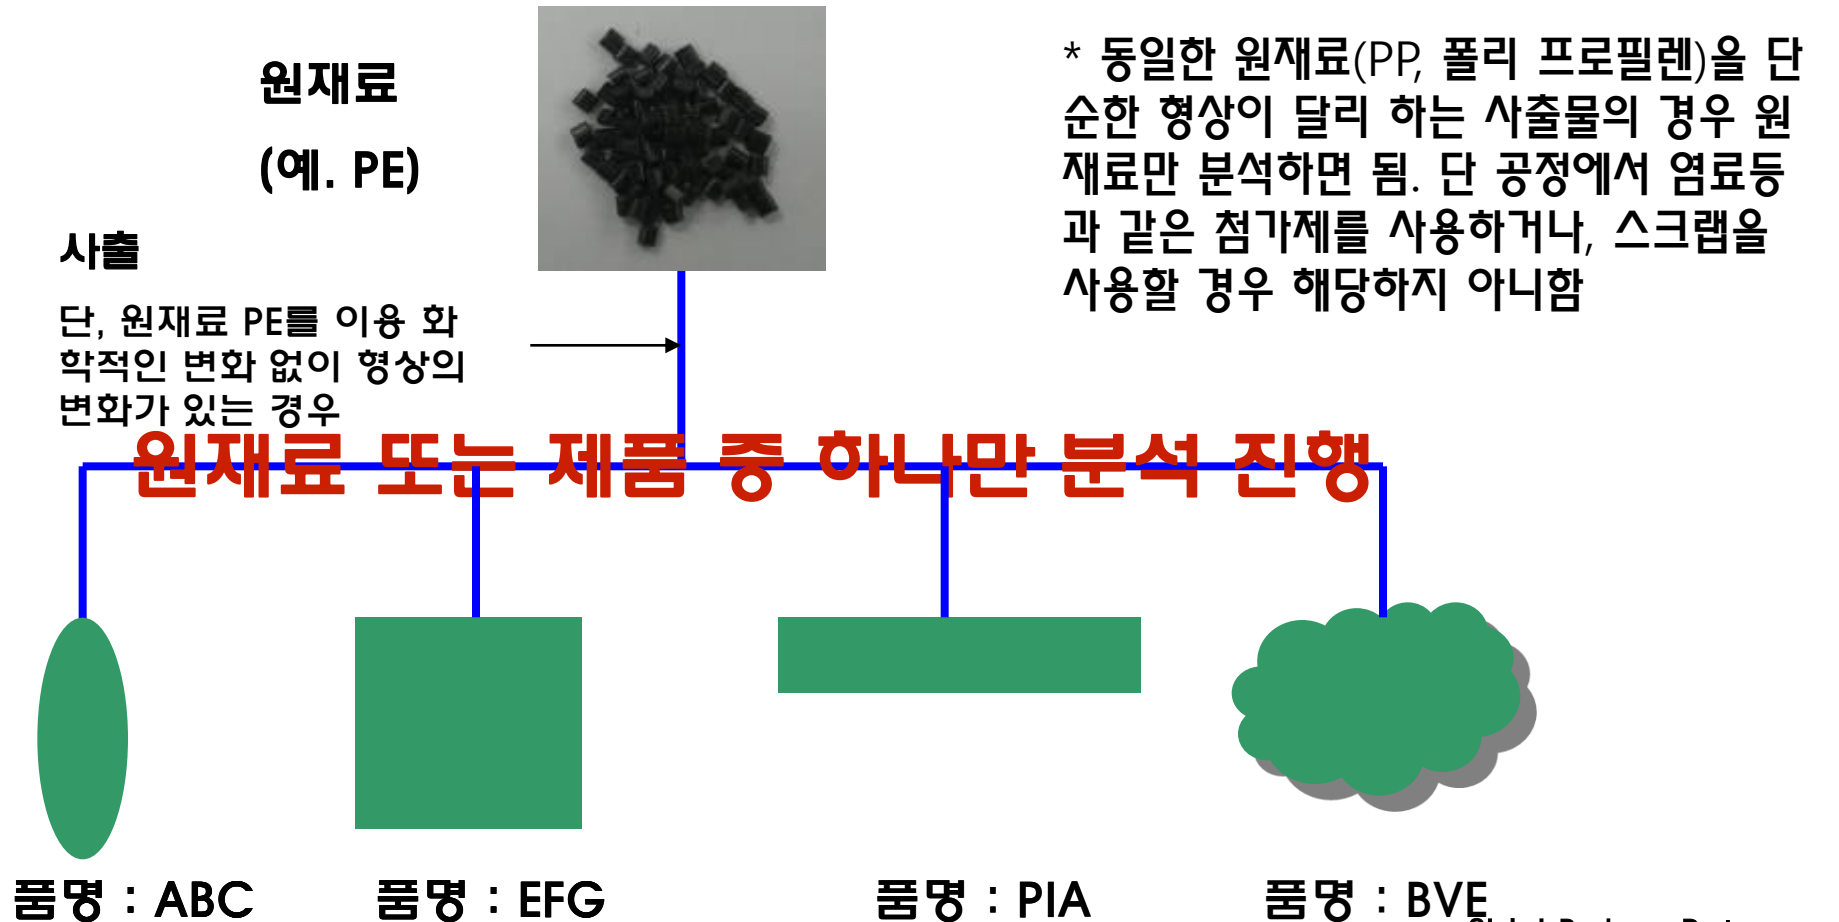 원재료
(예. PE)
* 동일한 원재료(PP, 폴리 프로필렌)을 단
순한 형상이 달리 하는 사출물의 경우 원
재료만 분석하면 됨. 단 공정에서 염료등
과 같은 첨가제를 사용하거나, 스크랩을
사용할 경우 해당하지 아니함
사출
단, 원재료 PE를 이용 화
학적인 변화 없이 형상의
변화가 있는 경우
원재료 또는 제품 중 하나만 분석 진행
품명 : ABC
품명 : EFG
품명 : PIA
품명 : BVE